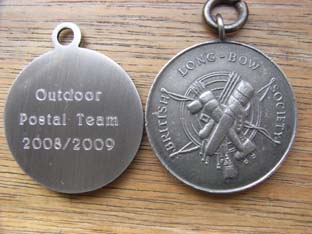 Outdoor
Postal Team
2008/2009
BRITISH LONG-BOW SOCIETY